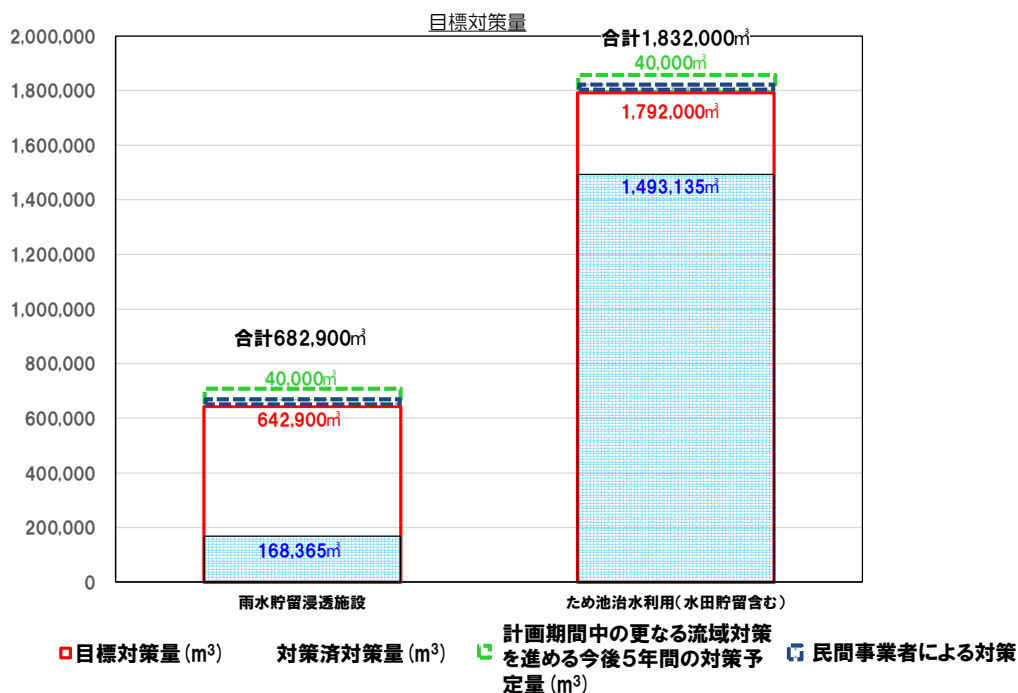 目標対策量
2,000,000
1,800,000
1,600,000
1,400,000
1,200,000
1,000,000
800,000
600,000
400,000
200,000
0
合計1,832,000㎥
40,000㎥
1,792,000㎥
1,493,135㎥
合計682,900㎥
40,000㎥
642,900㎥
168,365㎥
雨水貯留浸透施設
ため池治水利用(水田貯留含む)
目標対策量(m³)
対策済対策量(m³)
計画期間中の更なる流域対策
を進める今後5年間の対策予
定量(m³)
民間事業者による対策